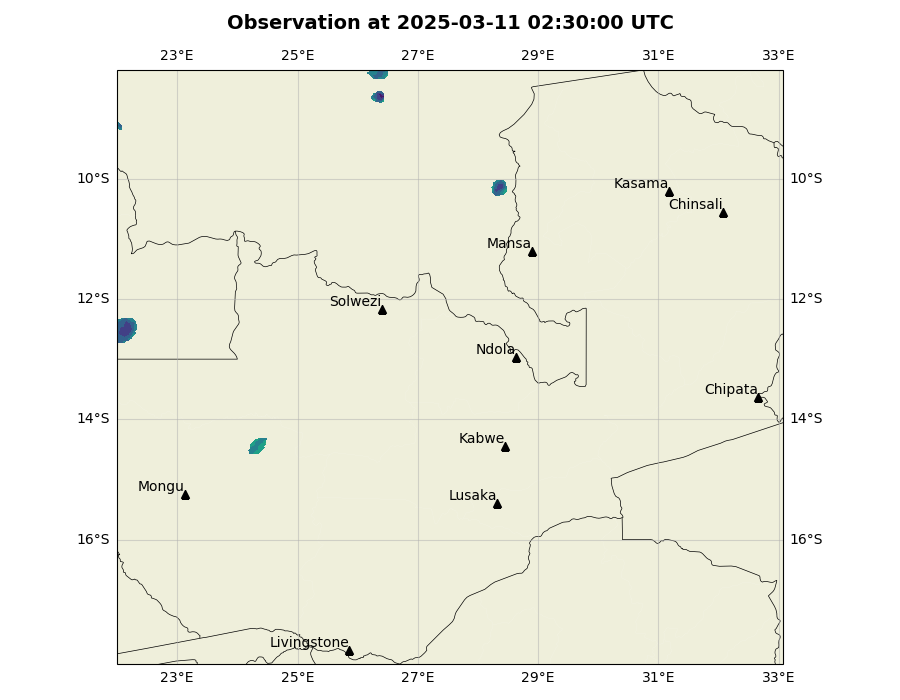 Observation at 2025-03-11 02:30:00 UTC
23°E 25°E 27°E 29°E 31°E 33°E
10°S 10°S
Kasama
Chinsali
Mansa
12°S 12°S
Solwezi
Ndola
Chipata
14°S 14°S
Kabwe
Mongu
Lusaka
16°S 16°S
Livingstone
23°E 25°E 27°E 29°E 31°E 33°E